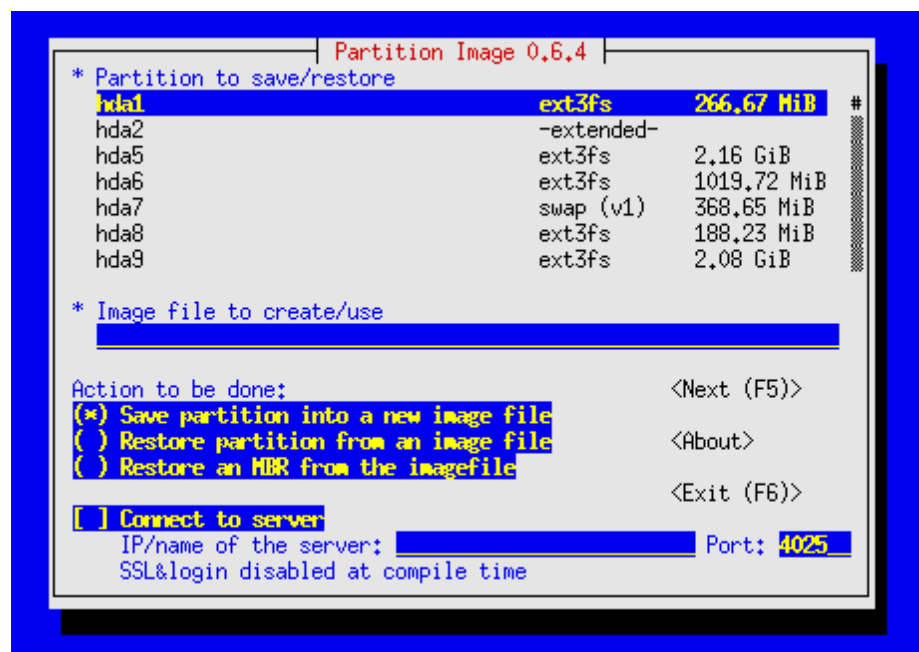 Partition Image 0.6.4
* Partition to save/restore
hda1 ext3fs 266.67 MiB #
hda2 -extended-
hda5 ext3fs 2.16 GiB
hda6 ext3fs 1019.72 MiB
hda7 swap (v1) 368.65 MiB
hda8 ext3fs 188.23 MiB
hda9 ext3fs 2.08 GiB
* Image file to create/use
Action to be done: <Next (F5)>
(*) Save partition into a new image file
( ) Restore partition from an image file <About>
( ) Restore an MBR from the imagefile
<Exit (F6)>
[ ] Connect to server
IP/name of the server: Port: 4025
SSL&login disabled at compile time